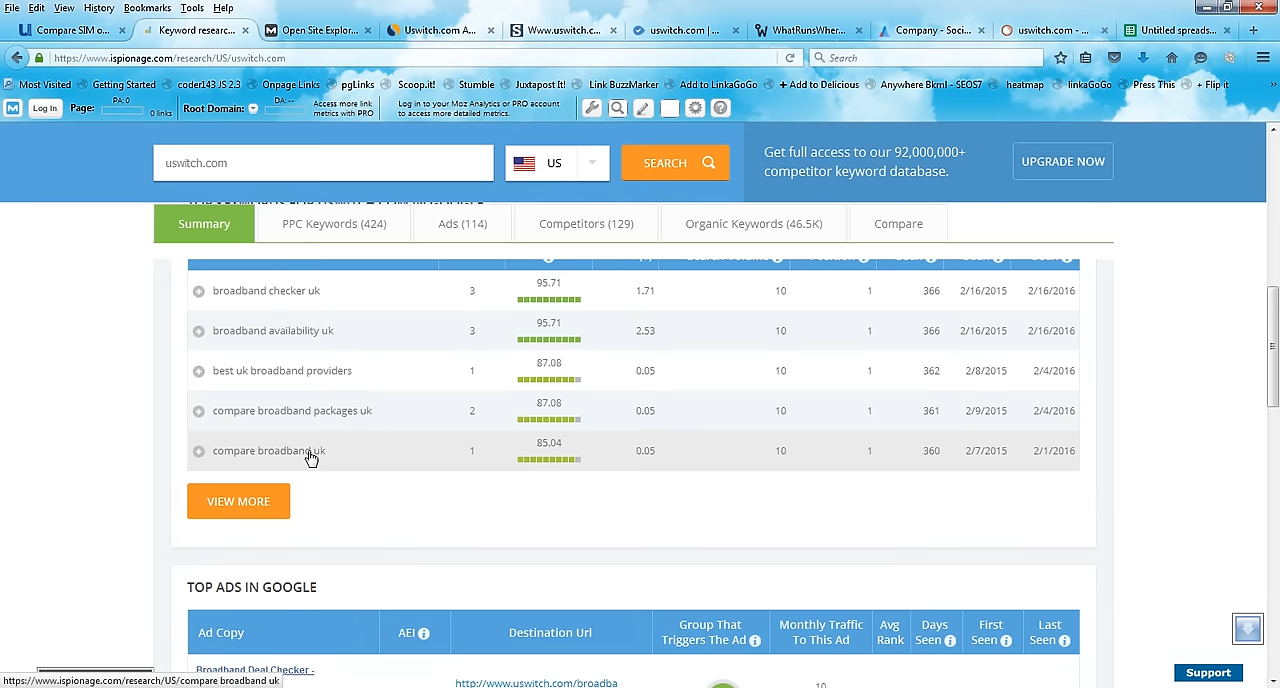 File Edit View History Bookmarks Tools Help
Compare SIM o... Keyword researc... Open Site Explor... Uswitch.com A... Www.uswitch.c... uswitch.com | ... WhatRunsWher... Company - Soci... uswitch.com - ... Untitled spreads...
https://www.ispionage.com/research/US/uswitch.com Search
Most Visited Getting Started coder143 JS 2.3 Onpage Links pgLinks Scoop.it! Stumble Juxtapost It! Link BuzzMarker Add to LinkaGoGo + Add to Delicious Anywhere Bkml - SEOS7 heatmap linkaGoGo Press This + Flip it
Log In Page: DA: 0 0 links Root Domain: DA: -- Access more link metrics with PRO Log in to your Moz Analytics or PRO account to access more detailed metrics.
uswitch.com US SEARCH
Get full access to our 92,000,000+
competitor keyword database.
UPGRADE NOW
Summary PPC Keywords (424) Ads (114) Competitors (129) Organic Keywords (46.5K) Compare
broadband checker uk 3 95.71 1.71 10 1 366 2/16/2015 2/16/2016
broadband availability uk 3 95.71 2.53 10 1 366 2/16/2015 2/16/2016
best uk broadband providers 1 87.08 0.05 10 1 362 2/8/2015 2/4/2016
compare broadband packages uk 2 87.08 0.05 10 1 361 2/9/2015 2/4/2016
compare broadband uk 1 85.04 0.05 10 1 360 2/7/2015 2/1/2016
VIEW MORE
TOP ADS IN GOOGLE
Ad Copy AEI Destination Url Group That Triggers The Ad Monthly Traffic To This Ad Avg Rank Days Seen First Seen Last Seen
Broadband Deal Checker -
http://www.uswitch.com/broadba 10
https://www.ispionage.com/research/US/compare broadband uk
Support